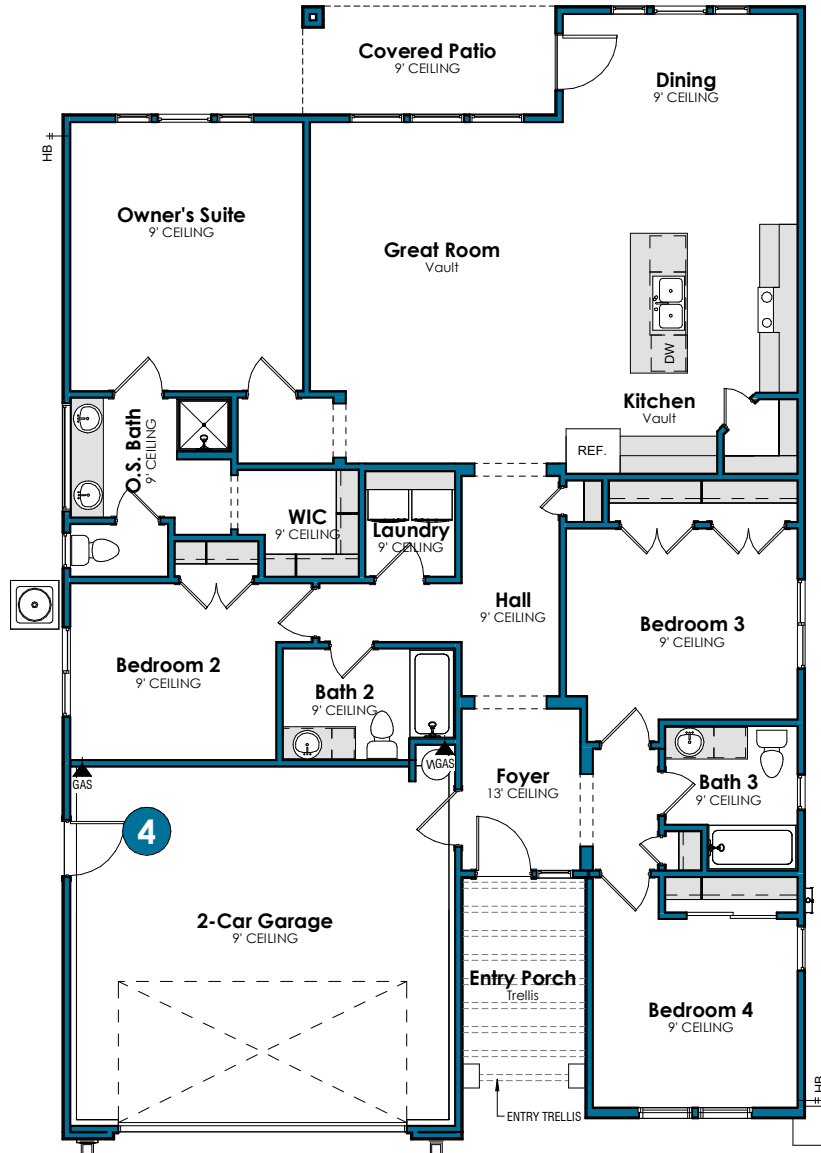 Covered Patio
9' CEILING
Dining
9' CEILING
HB
Owner's Suite
9' CEILING
Great Room
Vault
DW
Kitchen
Vault
REF.
O.S. Bath
9' CEILING
WIC
9' CEILING
Laundry
9' CEILING
Hall
9' CEILING
Bedroom 3
9' CEILING
Bedroom 2
9' CEILING
Bath 2
9' CEILING
W
GAS
GAS
Foyer
13' CEILING
Bath 3
9' CEILING
4
2-Car Garage
9' CEILING
Entry Porch
Trellis
Bedroom 4
9' CEILING
HB
ENTRY TRELLIS